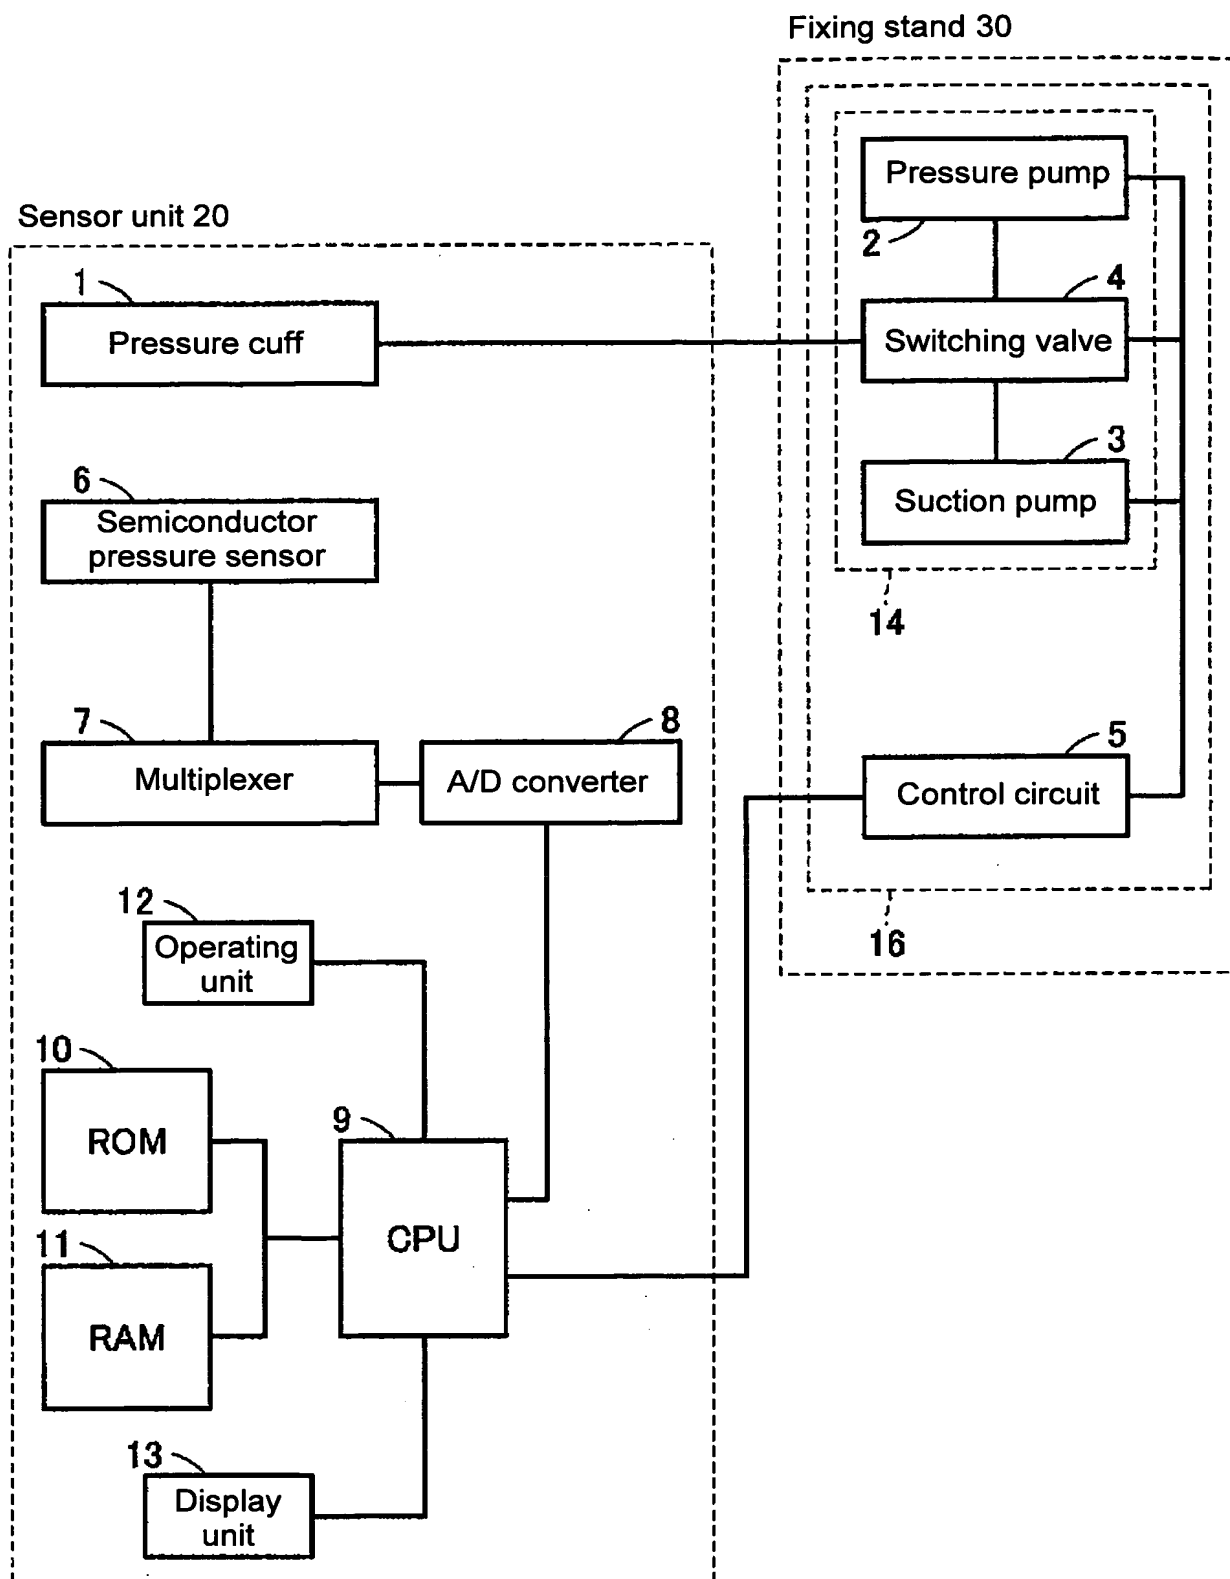 Fixing stand 30
Pressure pump
2
Sensor unit 20
1
Pressure cuff
4
Switching valve
3
Suction pump
6
Semiconductor
pressure sensor
14
7
Multiplexer
8
A/D converter
5
Control circuit
12
Operating
unit
16
10
ROM
9
CPU
11
RAM
13
Display
unit